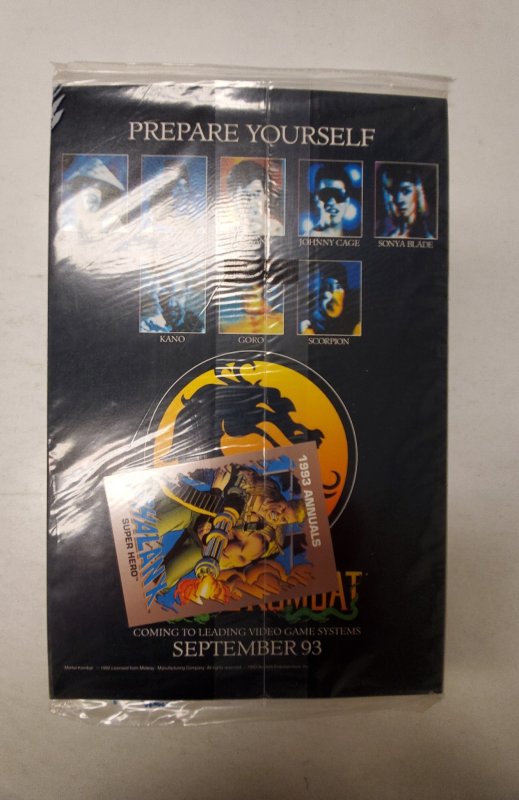 PREPARE YOURSELF
JOHNNY CAGE
SONYA BLADE
KANO
GORO
SCORPION
1993 ANNUALS
SUPER HERO
KOMBAT
COMING TO LEADING VIDEO GAME SYSTEMS
SEPTEMBER 93